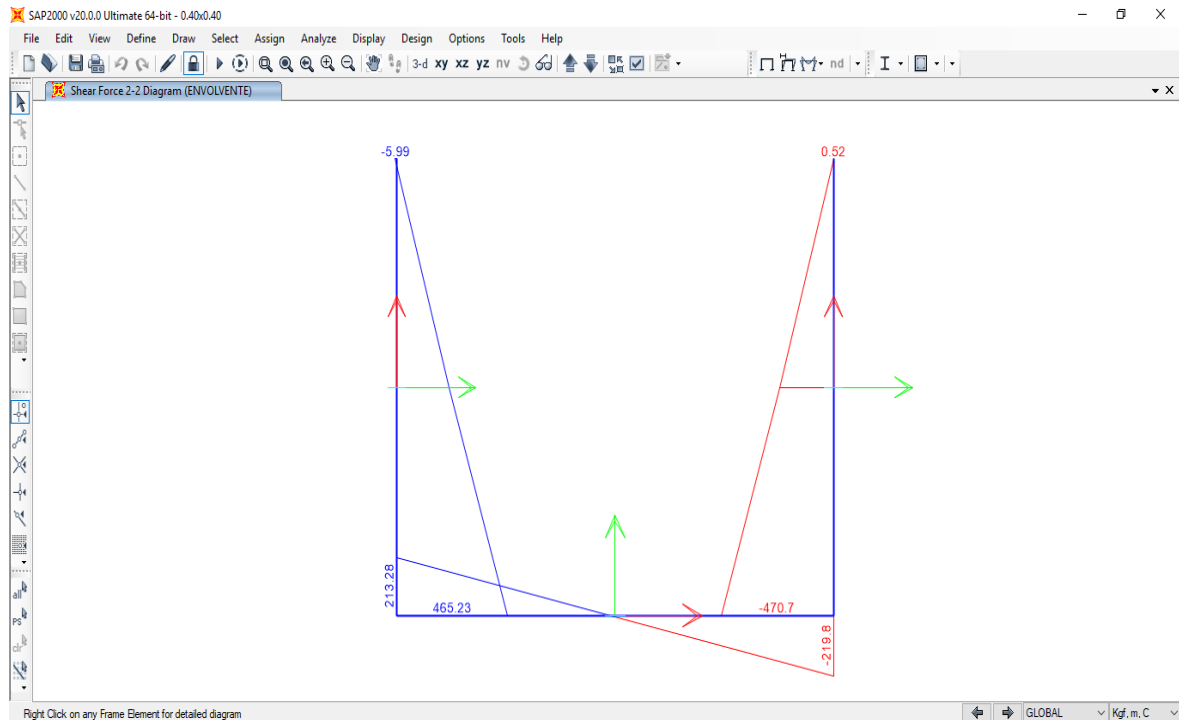 SAP2000 v20.0.0 Ultimate 64-bit - 0.40x0.40
File Edit View Define Draw Select Assign Analyze Display Design Options Tools Help
3-d xy xz yz nv nd
Shear Force 2-2 Diagram (ENVOLVENTE)
-5.99
0.52
213.28
465.23
-470.7
-219.8
all
PS
clr
Right Click on any Frame Element for detailed diagram
GLOBAL
Kgf, m, C